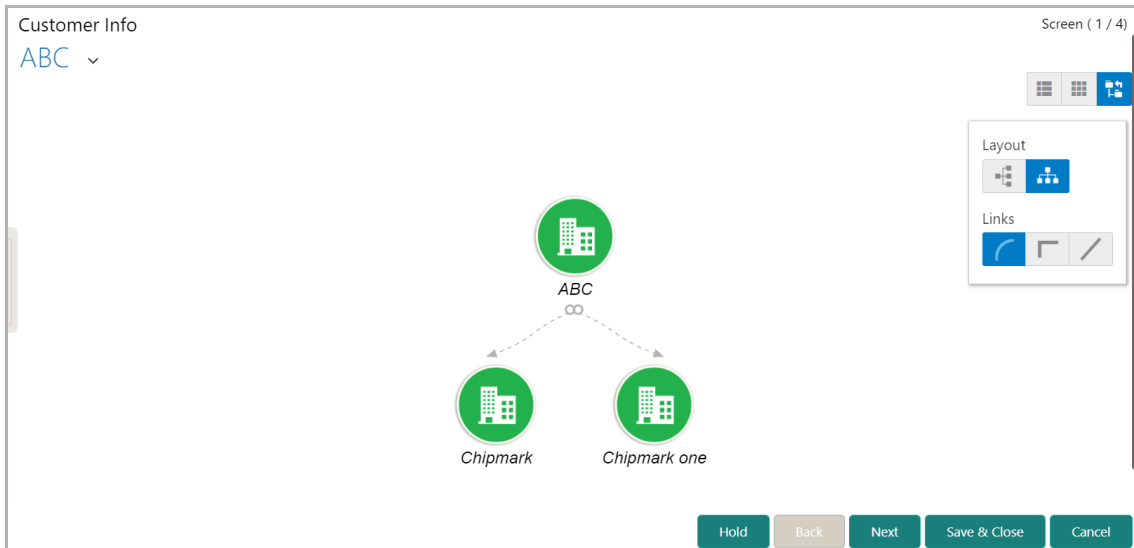 Customer Info
Screen ( 1 / 4)
ABC
Layout
Links
ABC
Chipmark
Chipmark one
Hold
Back
Next
Save & Close
Cancel